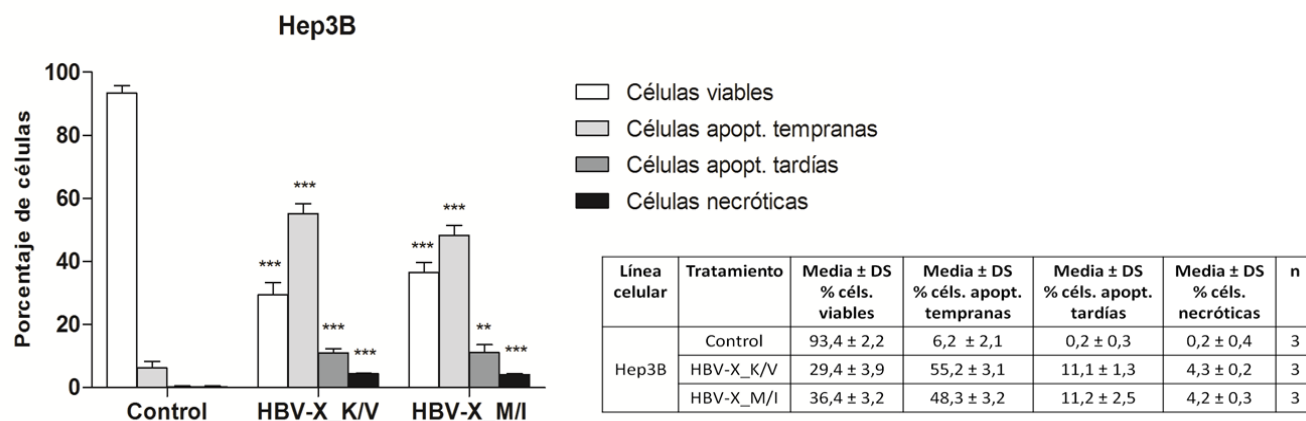 Hep3B
Porcentaje de células
100
80
60
40
20
0
***
***
***
***
***
***
**
***
Control
HBV-X_K/V
HBV-X_M/I
Células viables
Células apopt. tempranas
Células apopt. tardías
Células necróticas
Línea celular Tratamiento Media ± DS % céls. viables Media ± DS % céls. apopt. tempranas Media ± DS % céls. apopt. tardías Media ± DS % céls. necróticas n
Hep3B
Control 93,4 ± 2,2 6,2 ± 2,1 0,2 ± 0,3 0,2 ± 0,4 3
HBV-X_K/V 29,4 ± 3,9 55,2 ± 3,1 11,1 ± 1,3 4,3 ± 0,2 3
HBV-X_M/I 36,4 ± 3,2 48,3 ± 3,2 11,2 ± 2,5 4,2 ± 0,3 3